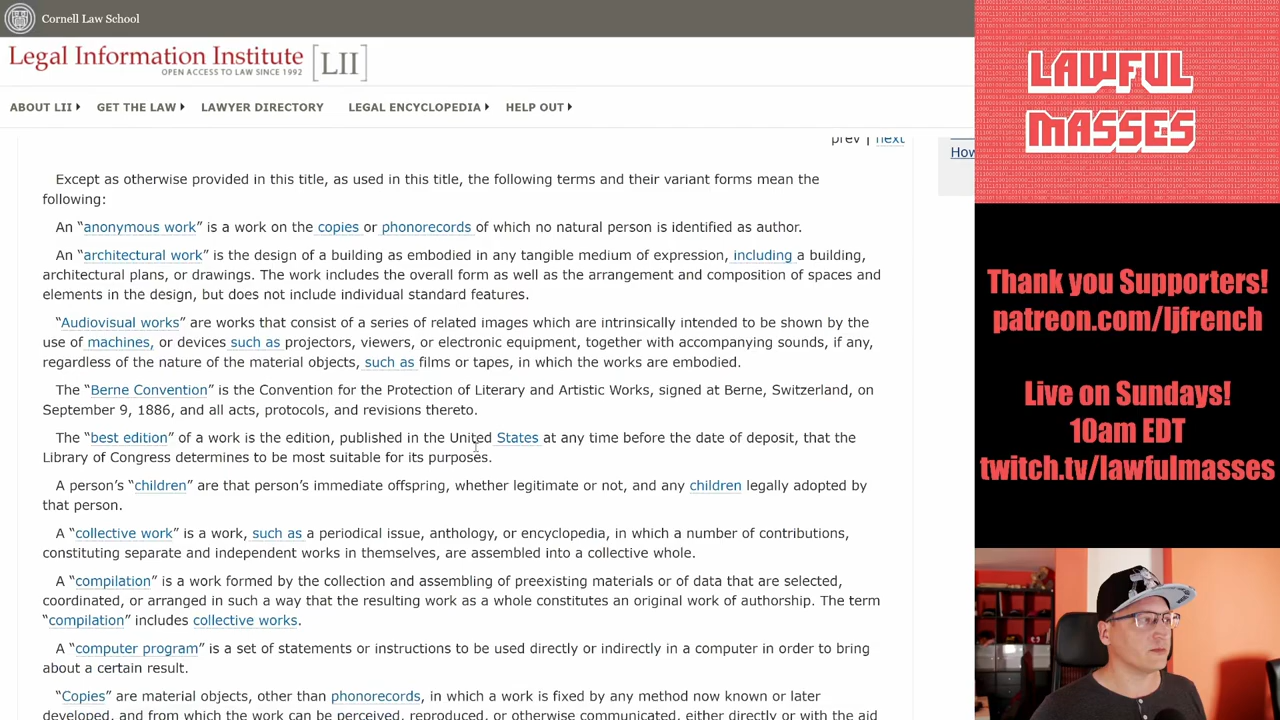 Cornell Law School
Legal Information Institute [LII]
OPEN ACCESS TO LAW SINCE 1992
ABOUT LII GET THE LAW LAWYER DIRECTORY LEGAL ENCYCLOPEDIA HELP OUT
prev | next
How
Except as otherwise provided in this title, as used in this title, the following terms and their variant forms mean the
following:
An “anonymous work” is a work on the copies or phonorecords of which no natural person is identified as author.
An “architectural work” is the design of a building as embodied in any tangible medium of expression, including a building,
architectural plans, or drawings. The work includes the overall form as well as the arrangement and composition of spaces and
elements in the design, but does not include individual standard features.
“Audiovisual works” are works that consist of a series of related images which are intrinsically intended to be shown by the
use of machines, or devices such as projectors, viewers, or electronic equipment, together with accompanying sounds, if any,
regardless of the nature of the material objects, such as films or tapes, in which the works are embodied.
The “Berne Convention” is the Convention for the Protection of Literary and Artistic Works, signed at Berne, Switzerland, on
September 9, 1886, and all acts, protocols, and revisions thereto.
The “best edition” of a work is the edition, published in the United States at any time before the date of deposit, that the
Library of Congress determines to be most suitable for its purposes.
A person’s “children” are that person’s immediate offspring, whether legitimate or not, and any children legally adopted by
that person.
A “collective work” is a work, such as a periodical issue, anthology, or encyclopedia, in which a number of contributions,
constituting separate and independent works in themselves, are assembled into a collective whole.
A “compilation” is a work formed by the collection and assembling of preexisting materials or of data that are selected,
coordinated, or arranged in such a way that the resulting work as a whole constitutes an original work of authorship. The term
“compilation” includes collective works.
A “computer program” is a set of statements or instructions to be used directly or indirectly in a computer in order to bring
about a certain result.
“Copies” are material objects, other than phonorecords, in which a work is fixed by any method now known or later
developed, and from which the work can be perceived, reproduced, or otherwise communicated, either directly or with the aid
LAWFUL
MASSES
Thank you Supporters!
patreon.com/ljfrench
Live on Sundays!
10am EDT
twitch.tv/lawfulmasses